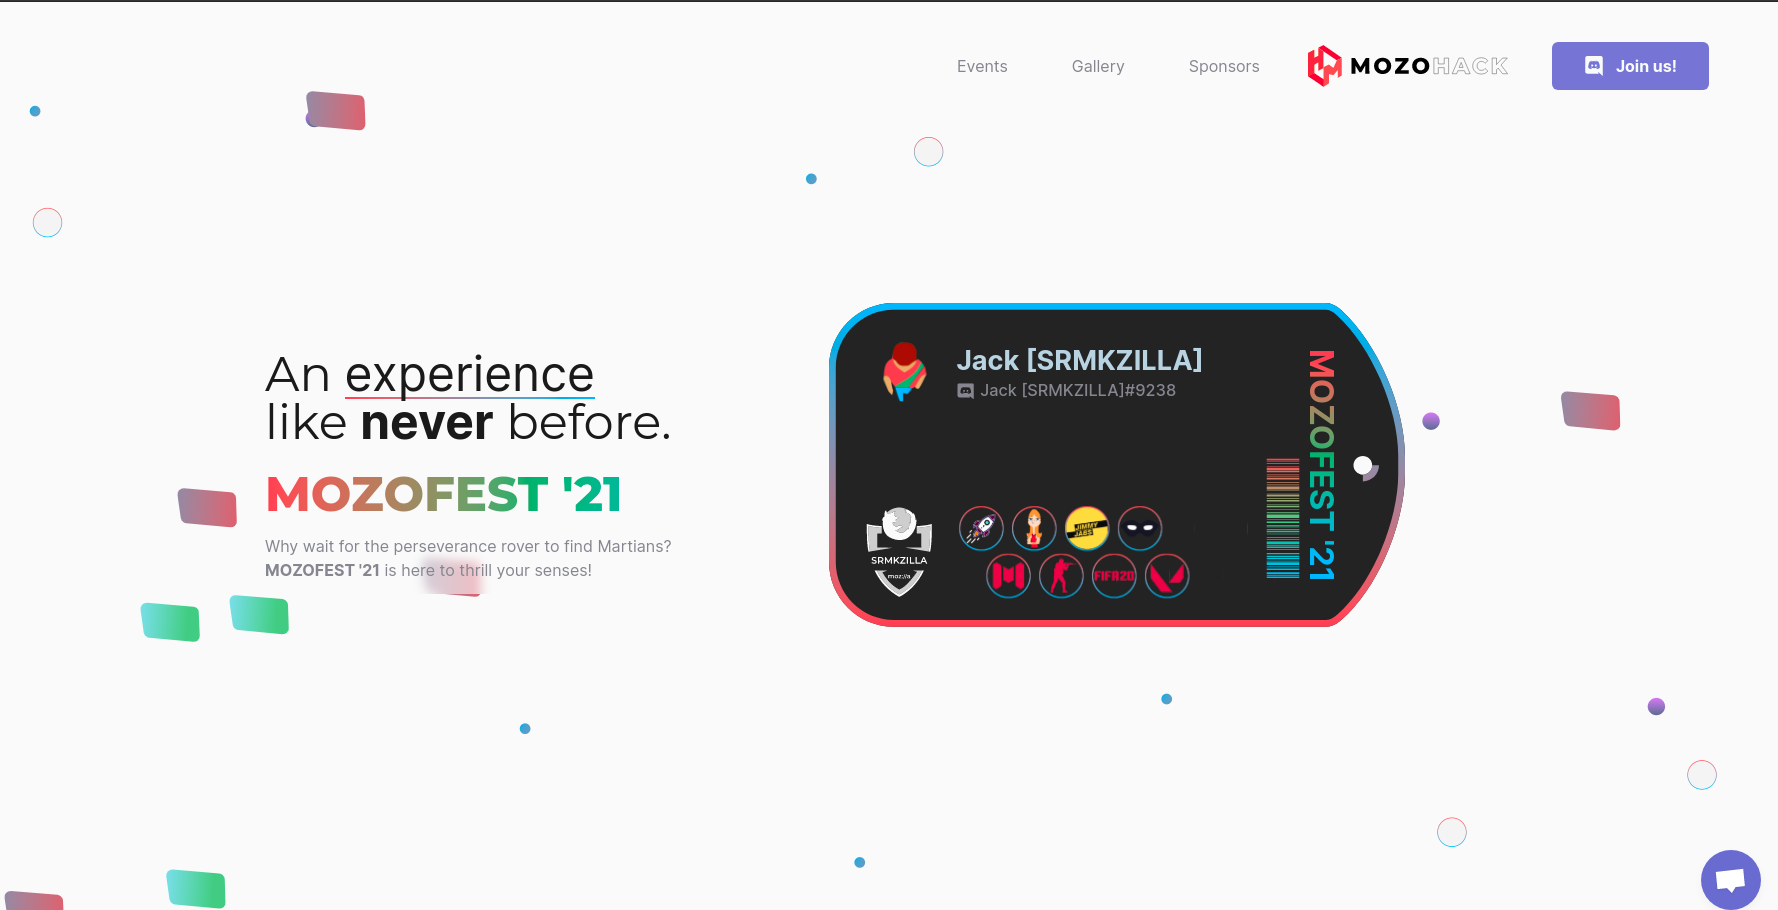 Events
Gallery
Sponsors
MOZOHACK
Join us!
An experience
like never before.
MOZOFEST '21
Why wait for the perseverance rover to find Martians?
MOZOFEST '21 is here to thrill your senses!
Jack [SRMKZILLA]
Jack [SRMKZILLA]#9238
SRMKZILLA
moz://a
JIMMY
JABS
FIFA20
MOZOFEST '21